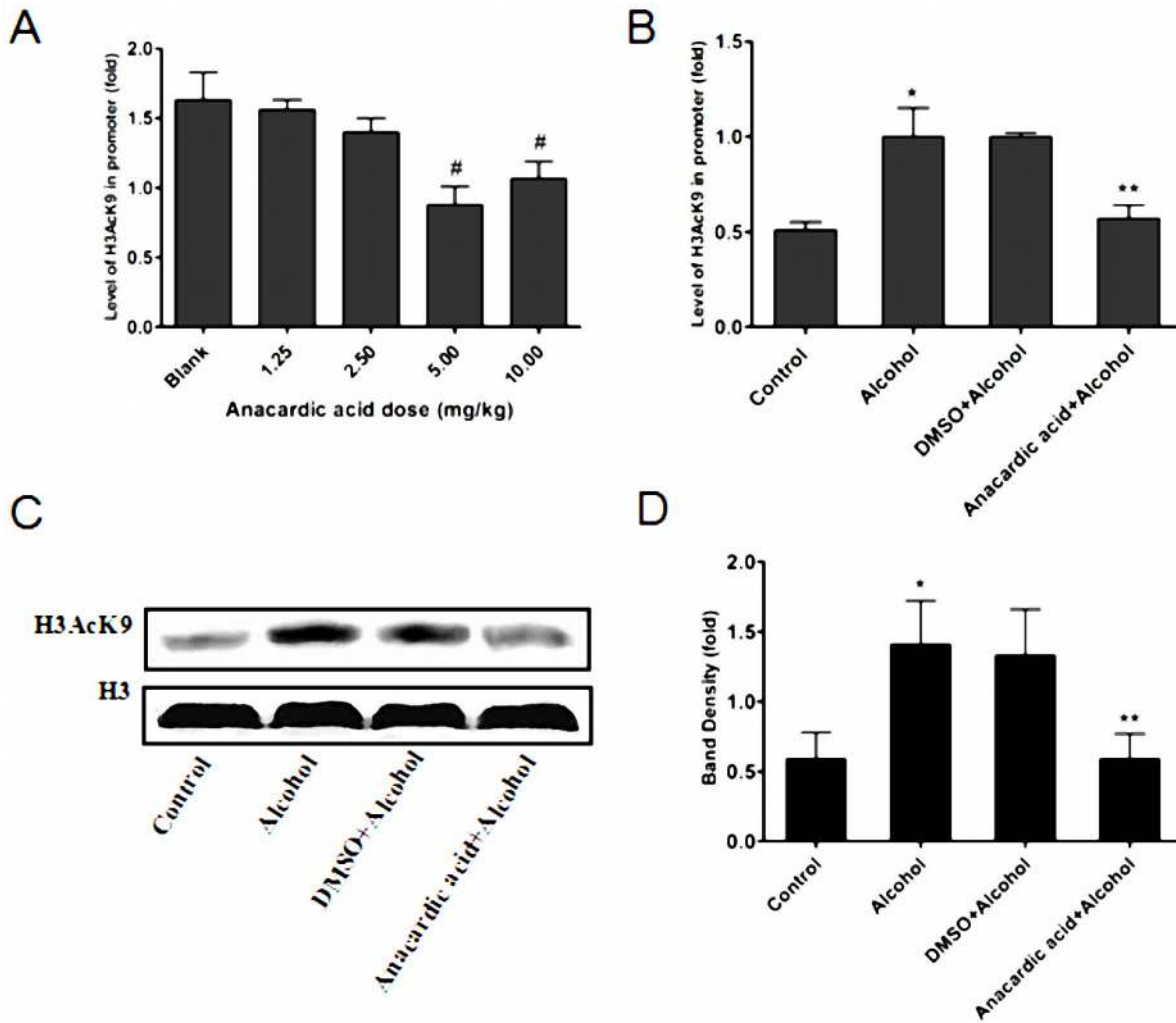 A
Level of H3AcK9 in promoter (fold)
2.0
1.5
1.0
0.5
0.0
#
#
Blank
1.25
2.50
5.00
10.00
Anacardic acid dose (mg/kg)
B
Level of H3AcK9 in promoter (fold)
1.5
1.0
0.5
0.0
*
**
Control
Alcohol
DMSO+Alcohol
Anacardic acid+Alcohol
C
H3AcK9
H3
Control
Alcohol
DMSO+Alcohol
Anacardic acid+Alcohol
D
Band Density (fold)
2.0
1.5
1.0
0.5
0.0
*
**
Control
Alcohol
DMSO+Alcohol
Anacardic acid+Alcohol